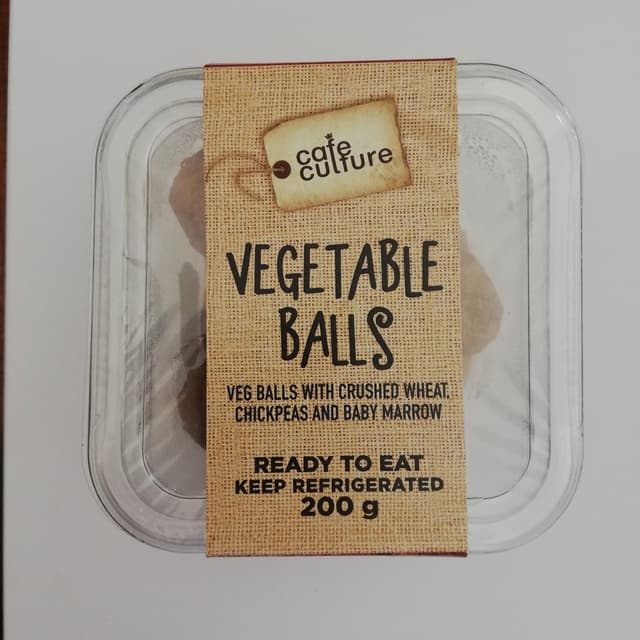 cafe
culture
VEGETABLE
BALLS
VEG BALLS WITH CRUSHED WHEAT,
CHICKPEAS AND BABY MARROW
READY TO EAT
KEEP REFRIGERATED
200 g